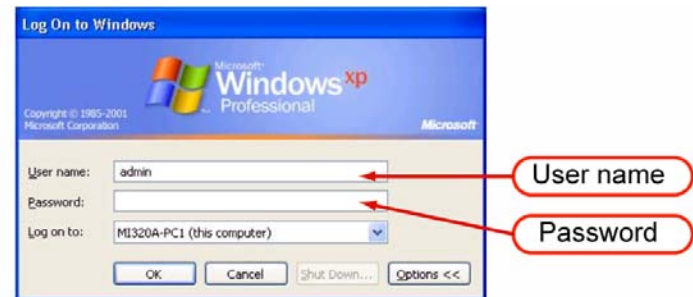 Log On to Windows
Microsoft
Windows xp
Professional
Copyright © 1985-2001
Microsoft Corporation
Microsoft
User name:
admin
User name
Password:
Password
Log on to:
MI320A-PC1 (this computer)
OK
Cancel
Shut Down...
Options <<